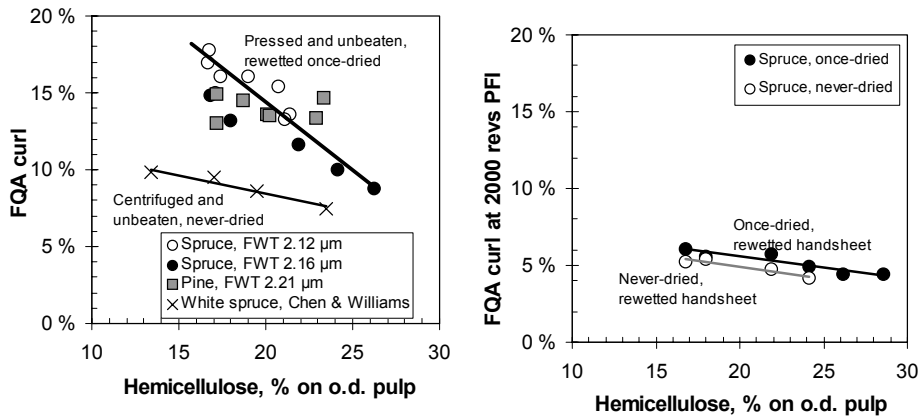 20 %
15 %
10 %
5 %
0 %
FQA curl
Pressed and unbeaten,
rewetted once-dried
Centrifuged and
unbeaten, never-dried
Spruce, FWT 2.12 µm
Spruce, FWT 2.16 µm
Pine, FWT 2.21 µm
White spruce, Chen & Williams
10 15 20 25 30
Hemicellulose, % on o.d. pulp
20 %
15 %
10 %
5 %
0 %
FQA curl at 2000 revs PFI
Spruce, once-dried
Spruce, never-dried
Once-dried,
rewetted handsheet
Never-dried,
rewetted handsheet
10 15 20 25 30
Hemicellulose, % on o.d. pulp